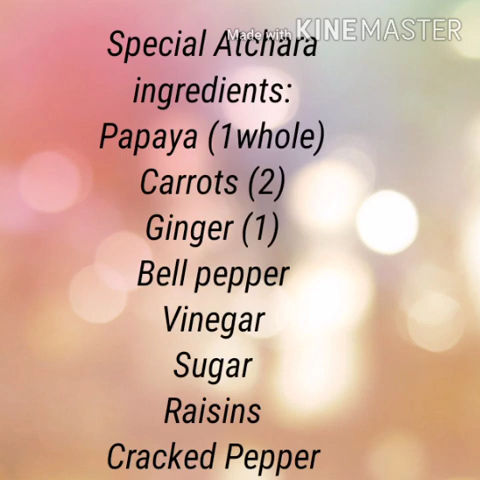 Made with KINEMASTER
Special Atchara
ingredients:
Papaya (1whole)
Carrots (2)
Ginger (1)
Bell pepper
Vinegar
Sugar
Raisins
Cracked Pepper